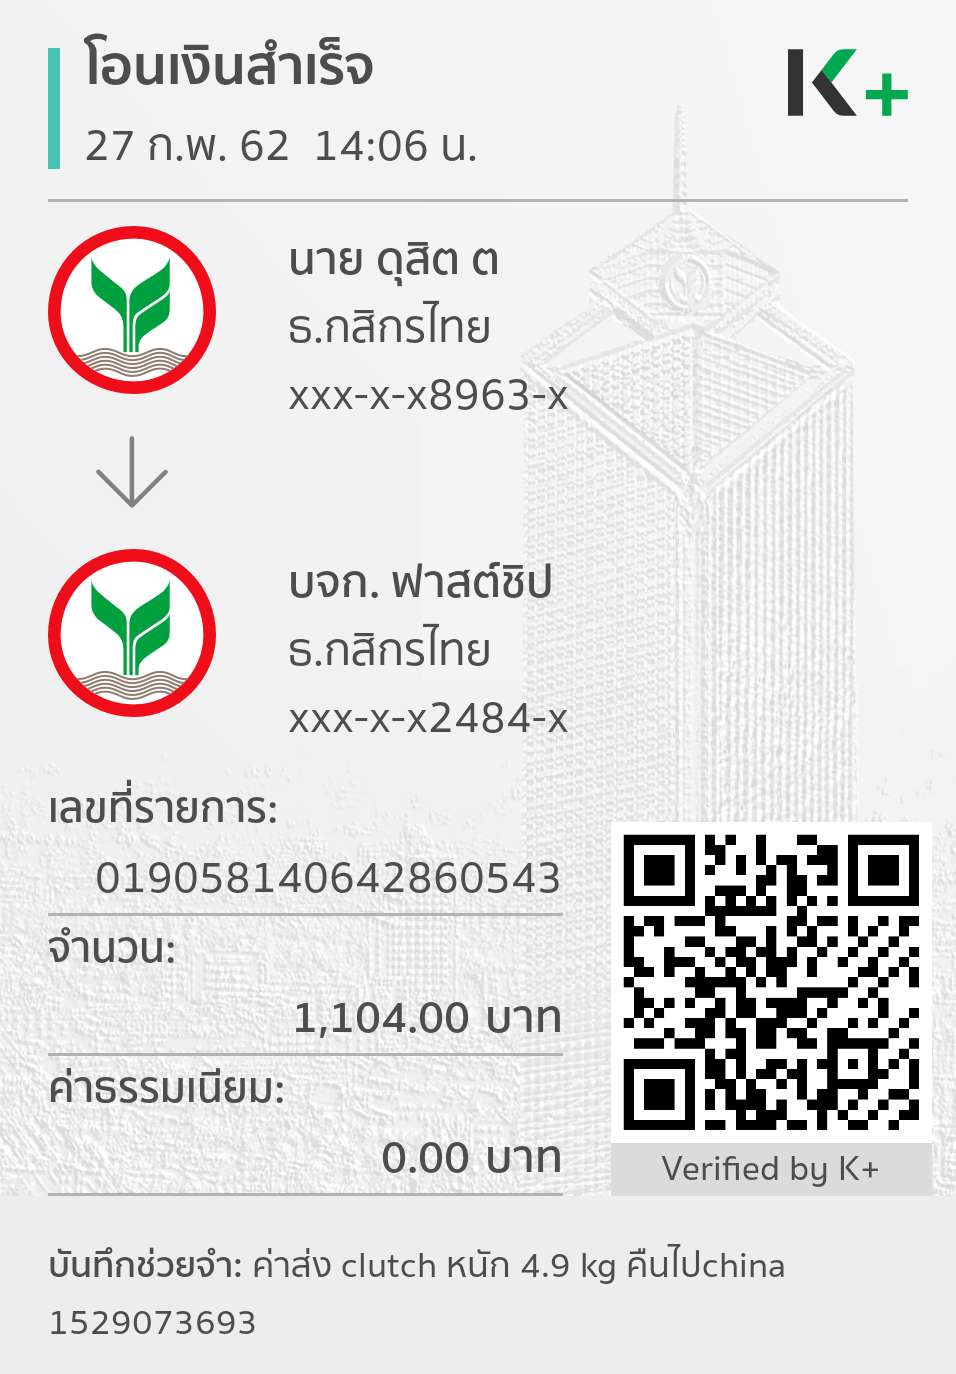 โอนเงินสำเร็จ
27 ก.พ. 62 14:06 น.
K+
นาย ดุสิต ต
ธ.กสิกรไทย
xxx-x-x8963-x
บจก. ฟาสต์ชิป
ธ.กสิกรไทย
xxx-x-x2484-x
เลขที่รายการ:
019058140642860543
จำนวน:
1,104.00 บาท
ค่าธรรมเนียม:
0.00 บาท
Verified by K+
บันทึกช่วยจำ: ค่าส่ง clutch หนัก 4.9 kg คืนไปchina
1529073693